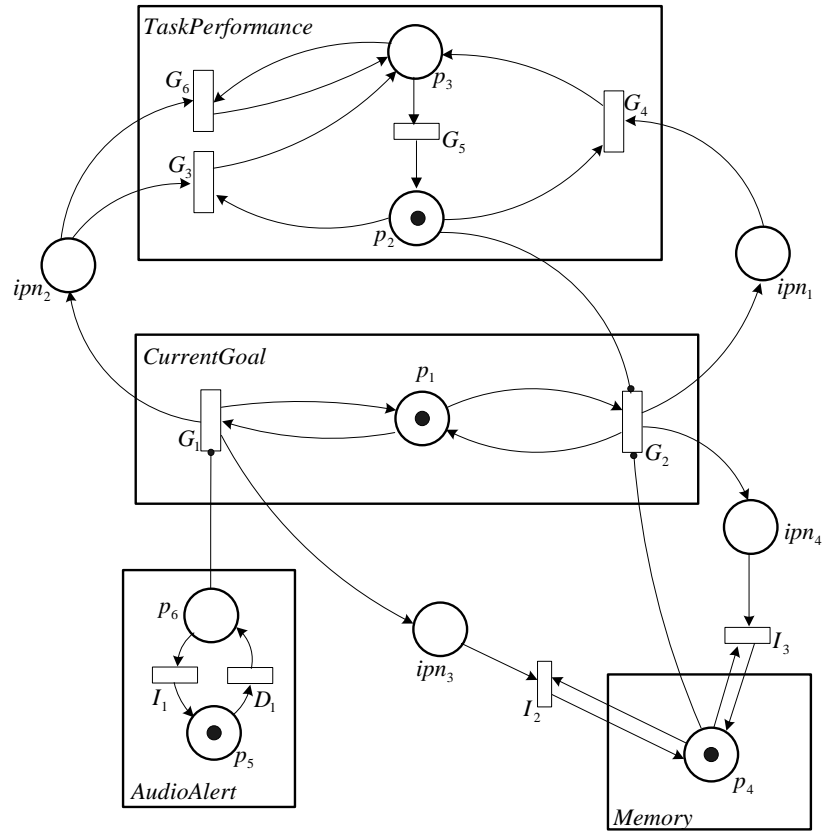 TaskPerformance
G₆
p₃
G₄
G₅
G₃
p₂
ipn₂
ipn₁
CurrentGoal
p₁
G₁
G₂
ipn₄
p₆
I₃
ipn₃
I₁
D₁
I₂
p₅
p₄
AudioAlert
Memory